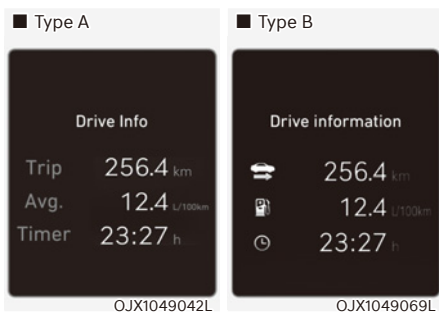 ■ Type A
Drive Info
Trip 256.4 km
Avg. 12.4 L/100km
Timer 23:27 h
OJX1049042L
■ Type B
Drive information
256.4 km
12.4 L/100km
23:27 h
OJX1049069L